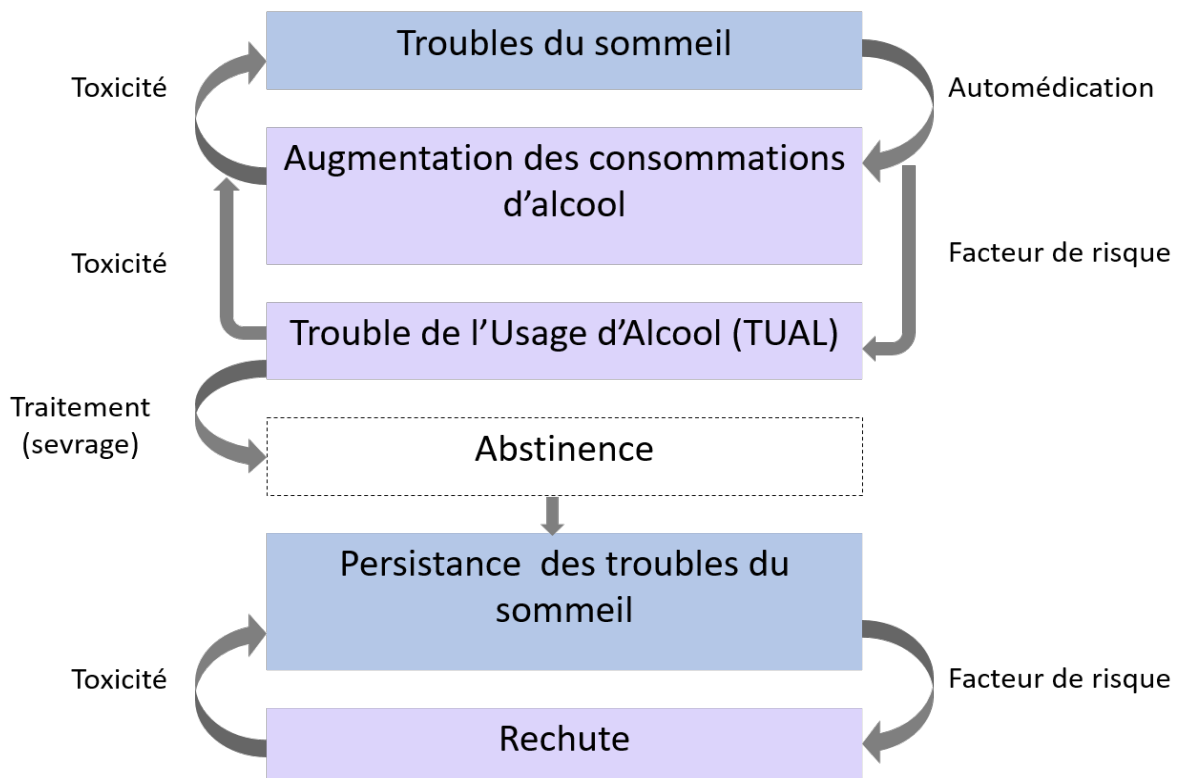 Troubles du sommeil
Toxicité
Automédication
Augmentation des consommations
d'alcool
Toxicité
Facteur de risque
Trouble de l'Usage d'Alcool (TUAL)
Traitement
(sevrage)
Abstinence
Persistance  des troubles du
sommeil
Toxicité
Facteur de risque
Rechute